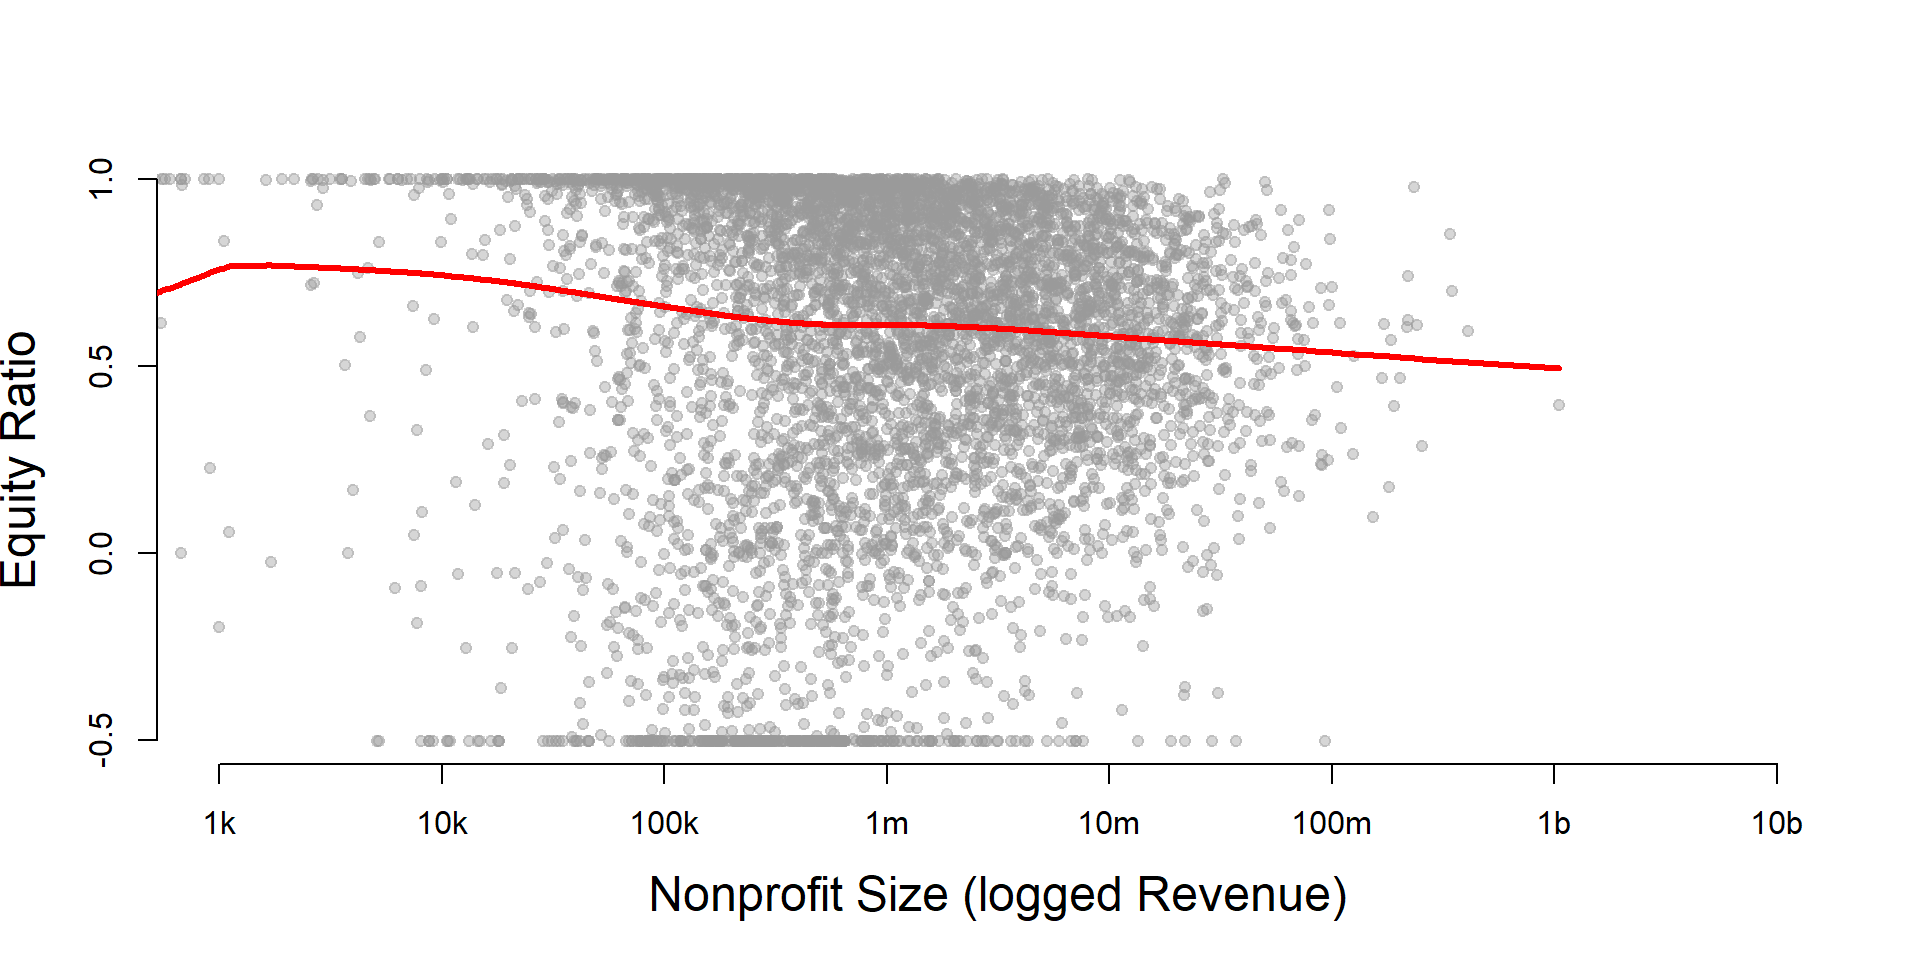 Equity Ratio
1.0
0.5
0.0
-0.5
1k 10k 100k 1m 10m 100m 1b 10b
Nonprofit Size (logged Revenue)